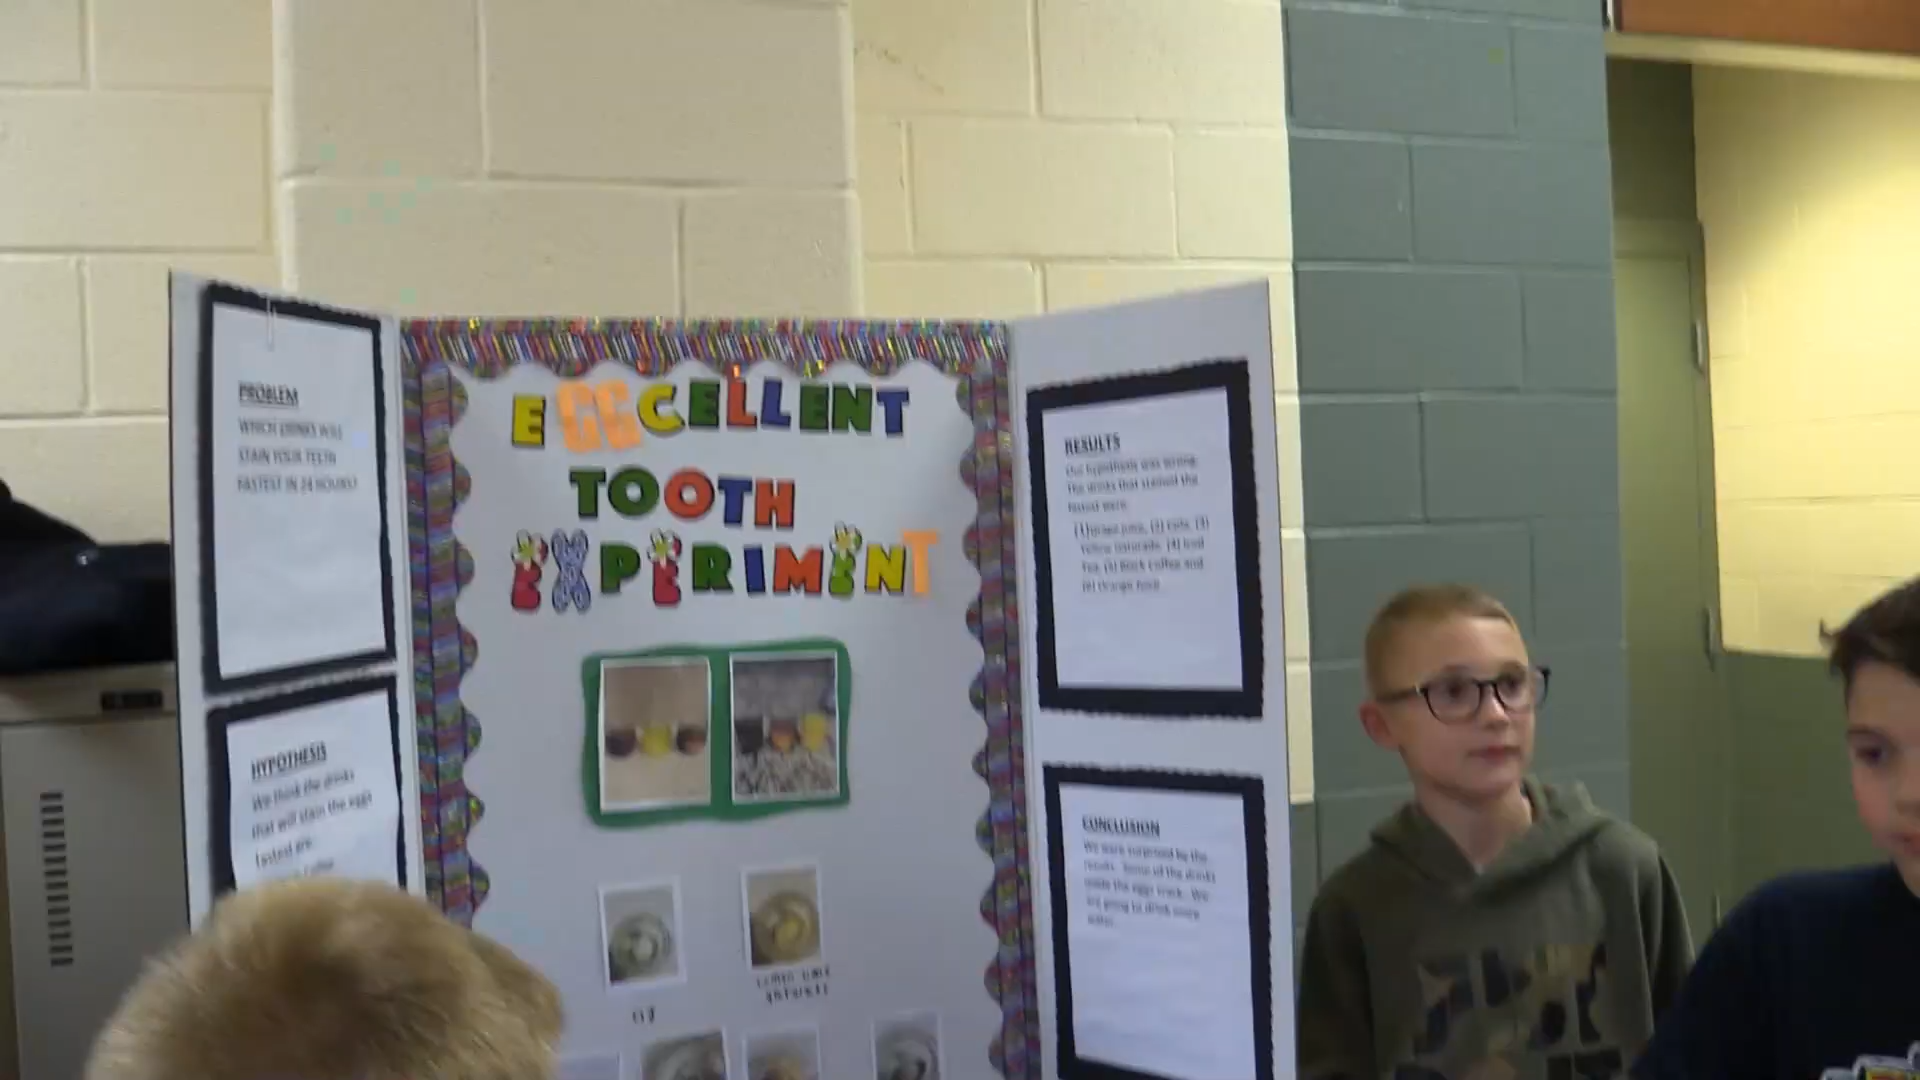 PROBLEM
WHICH DRINKS WILL
STAIN YOUR TEETH
FASTEST IN 24 HOURS?
HYPOTHESIS
We think the drinks
that will stain the eggs
fastest are
EGGCELLENT
TOOTH
EXPERIMENT
LEMON LIME
GATORADE
RESULTS
Our hypothesis was wrong.
The drinks that stained the
fastest were:
(1) Grape juice, (2) Cola, (3)
Yellow Gatorade, (4) Iced
Tea, (5) Black Coffee and
(6) Orange
CONCLUSION
We were surprised by the
results. Some of the drinks
made the eggs crack. We
are going to drink more
water.